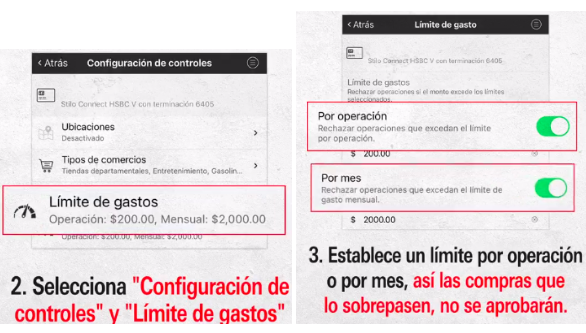 ‹ Atrás Configuración de controles
Stilo Connect HSBC V con terminación 6405
Ubicaciones
Desactivado
Tipos de comercios
Tiendas departamentales, Entretenimiento, Gasolin...
Límite de gastos
Operación: $200.00, Mensual: $2,000.00
Operación: $200.00, Mensual: $2,000.00
2. Selecciona "Configuración de
controles" y "Límite de gastos"
‹ Atrás Límite de gasto
Stilo Connect HSBC V con terminación 6405
Límite de gastos
Rechazar operaciones si el monto excede los límites
seleccionados.
Por operación
Rechazar operaciones que excedan el límite
por operación.
$ 200.00
Por mes
Rechazar operaciones que excedan el límite de
gasto mensual.
$ 2000.00
3. Establece un límite por operación
o por mes, así las compras que
lo sobrepasen, no se aprobarán.